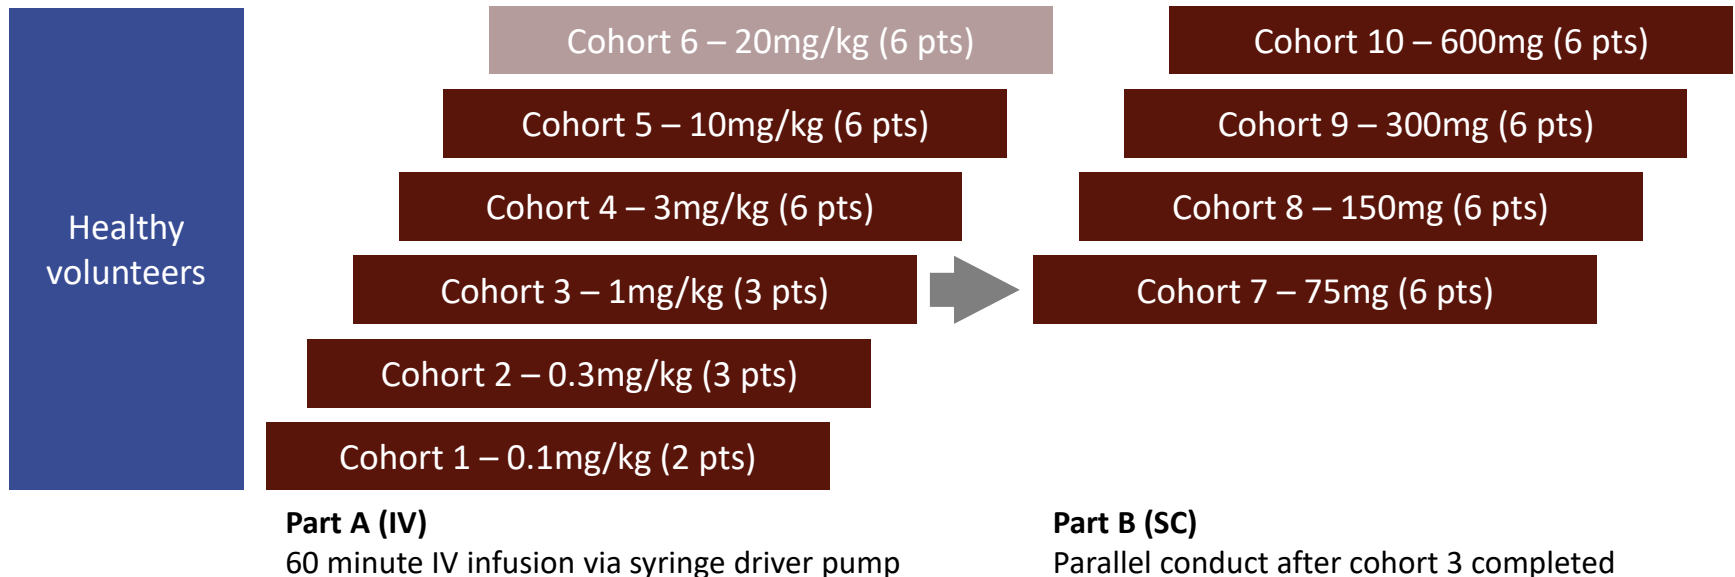 Healthy
volunteers
Cohort 6 – 20mg/kg (6 pts)
Cohort 5 – 10mg/kg (6 pts)
Cohort 4 – 3mg/kg (6 pts)
Cohort 3 – 1mg/kg (3 pts)
Cohort 2 – 0.3mg/kg (3 pts)
Cohort 1 – 0.1mg/kg (2 pts)
Part A (IV)
60 minute IV infusion via syringe driver pump
Cohort 10 – 600mg (6 pts)
Cohort 9 – 300mg (6 pts)
Cohort 8 – 150mg (6 pts)
Cohort 7 – 75mg (6 pts)
Part B (SC)
Parallel conduct after cohort 3 completed